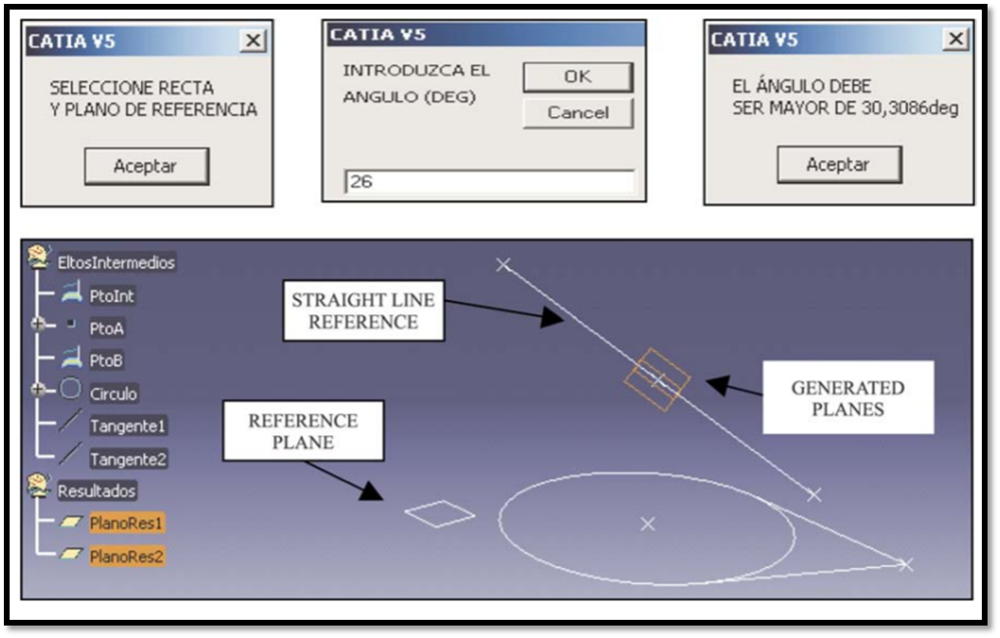 CATIA V5
SELECCIONE RECTA
Y PLANO DE REFERENCIA
Aceptar
CATIA V5
INTRODUZCA EL
ANGULO (DEG)
OK
Cancel
26
CATIA V5
EL ÁNGULO DEBE
SER MAYOR DE 30,3086deg
Aceptar
EltosIntermedios
PtoInt
PtoA
PtoB
Circulo
Tangente1
Tangente2
Resultados
PlanoRes1
PlanoRes2
STRAIGHT LINE
REFERENCE
REFERENCE
PLANE
GENERATED
PLANES